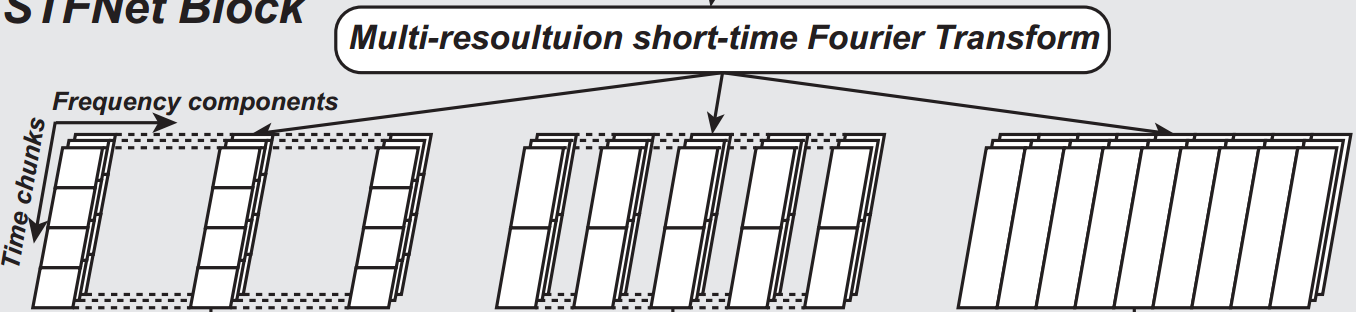 STFNet Block
Multi-resoultuion short-time Fourier Transform
Frequency components
Time chunks